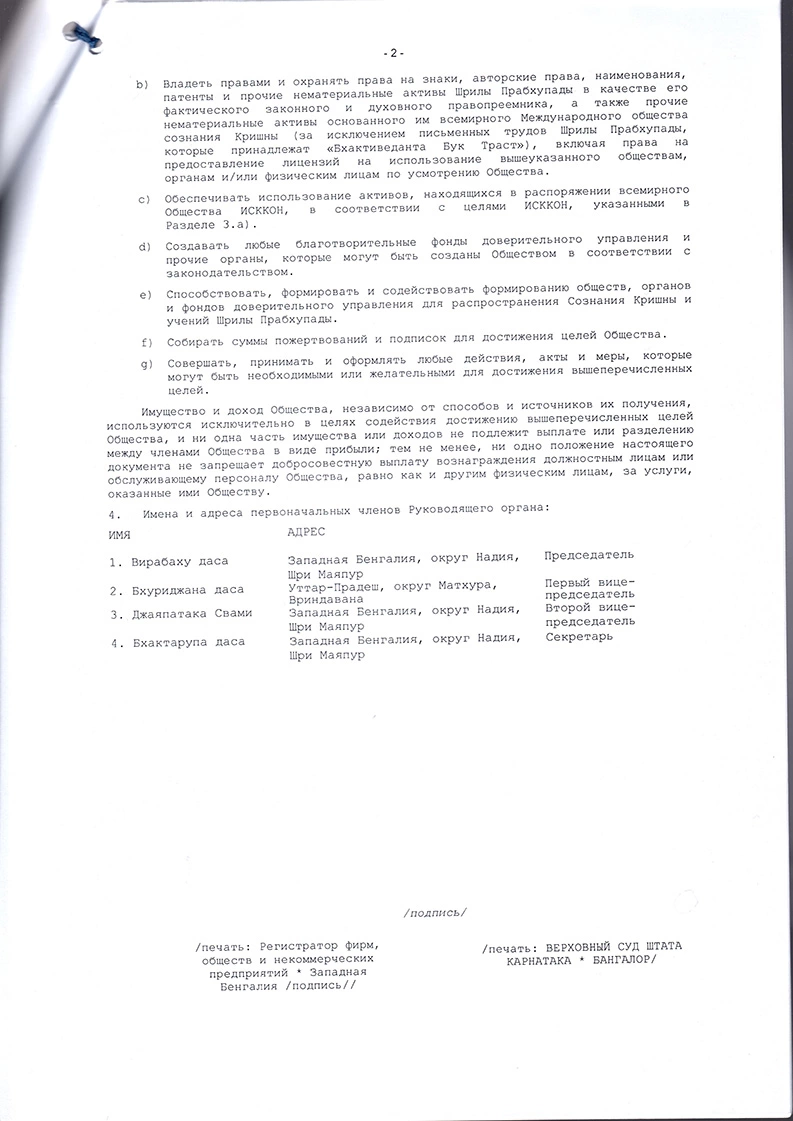 -2-
b) Владеть правами и охранять права на знаки, авторские права, наименования,
патенты и прочие нематериальные активы Шрилы Прабхупады в качестве его
фактического законного и духовного правопреемника, а также прочие
нематериальные активы основанного им всемирного Международного общества
сознания Кришны (за исключением письменных трудов Шрилы Прабхупады,
которые принадлежат «Бхактиведанта Бук Траст»), включая права на
предоставление лицензий на использование вышеуказанного обществам,
органам и/или физическим лицам по усмотрению Общества.
c) Обеспечивать использование активов, находящихся в распоряжении всемирного
Общества ИСККОН, в соответствии с целями ИСККОН, указанными в
Разделе 3.a).
d) Создавать любые благотворительные фонды доверительного управления и
прочие органы, которые могут быть созданы Обществом в соответствии с
законодательством.
e) Способствовать, формировать и содействовать формированию обществ, органов
и фондов доверительного управления для распространения Сознания Кришны и
учений Шрилы Прабхупады.
f) Собирать суммы пожертвований и подписок для достижения целей Общества.
g) Совершать, принимать и оформлять любые действия, акты и меры, которые
могут быть необходимыми или желательными для достижения вышеперечисленных
целей.
Имущество и доход Общества, независимо от способов и источников их получения,
используются исключительно в целях содействия достижению вышеперечисленных целей
Общества, и ни одна часть имущества или доходов не подлежит выплате или разделению
между членами Общества в виде прибыли; тем не менее, ни одно положение настоящего
документа не запрещает добросовестную выплату вознаграждения должностным лицам или
обслуживающему персоналу Общества, равно как и другим физическим лицам, за услуги,
оказанные ими Обществу.
4. Имена и адреса первоначальных членов Руководящего органа:
ИМЯ АДРЕС
1. Вирабаху даса Западная Бенгалия, округ Надия, Председатель
Шри Маяпур
2. Бхуриджана даса Уттар-Прадеш, округ Матхура, Первый вице-
Вриндавана председатель
3. Джаяпатака Свами Западная Бенгалия, округ Надия, Второй вице-
Шри Маяпур председатель
4. Бхактарупа даса Западная Бенгалия, округ Надия, Секретарь
Шри Маяпур
/подпись/
/печать: Регистратор фирм,
обществ и некоммерческих
предприятий * Западная
Бенгалия /подпись//
/печать: ВЕРХОВНЫЙ СУД ШТАТА
КАРНАТАКА * БАНГАЛОР/